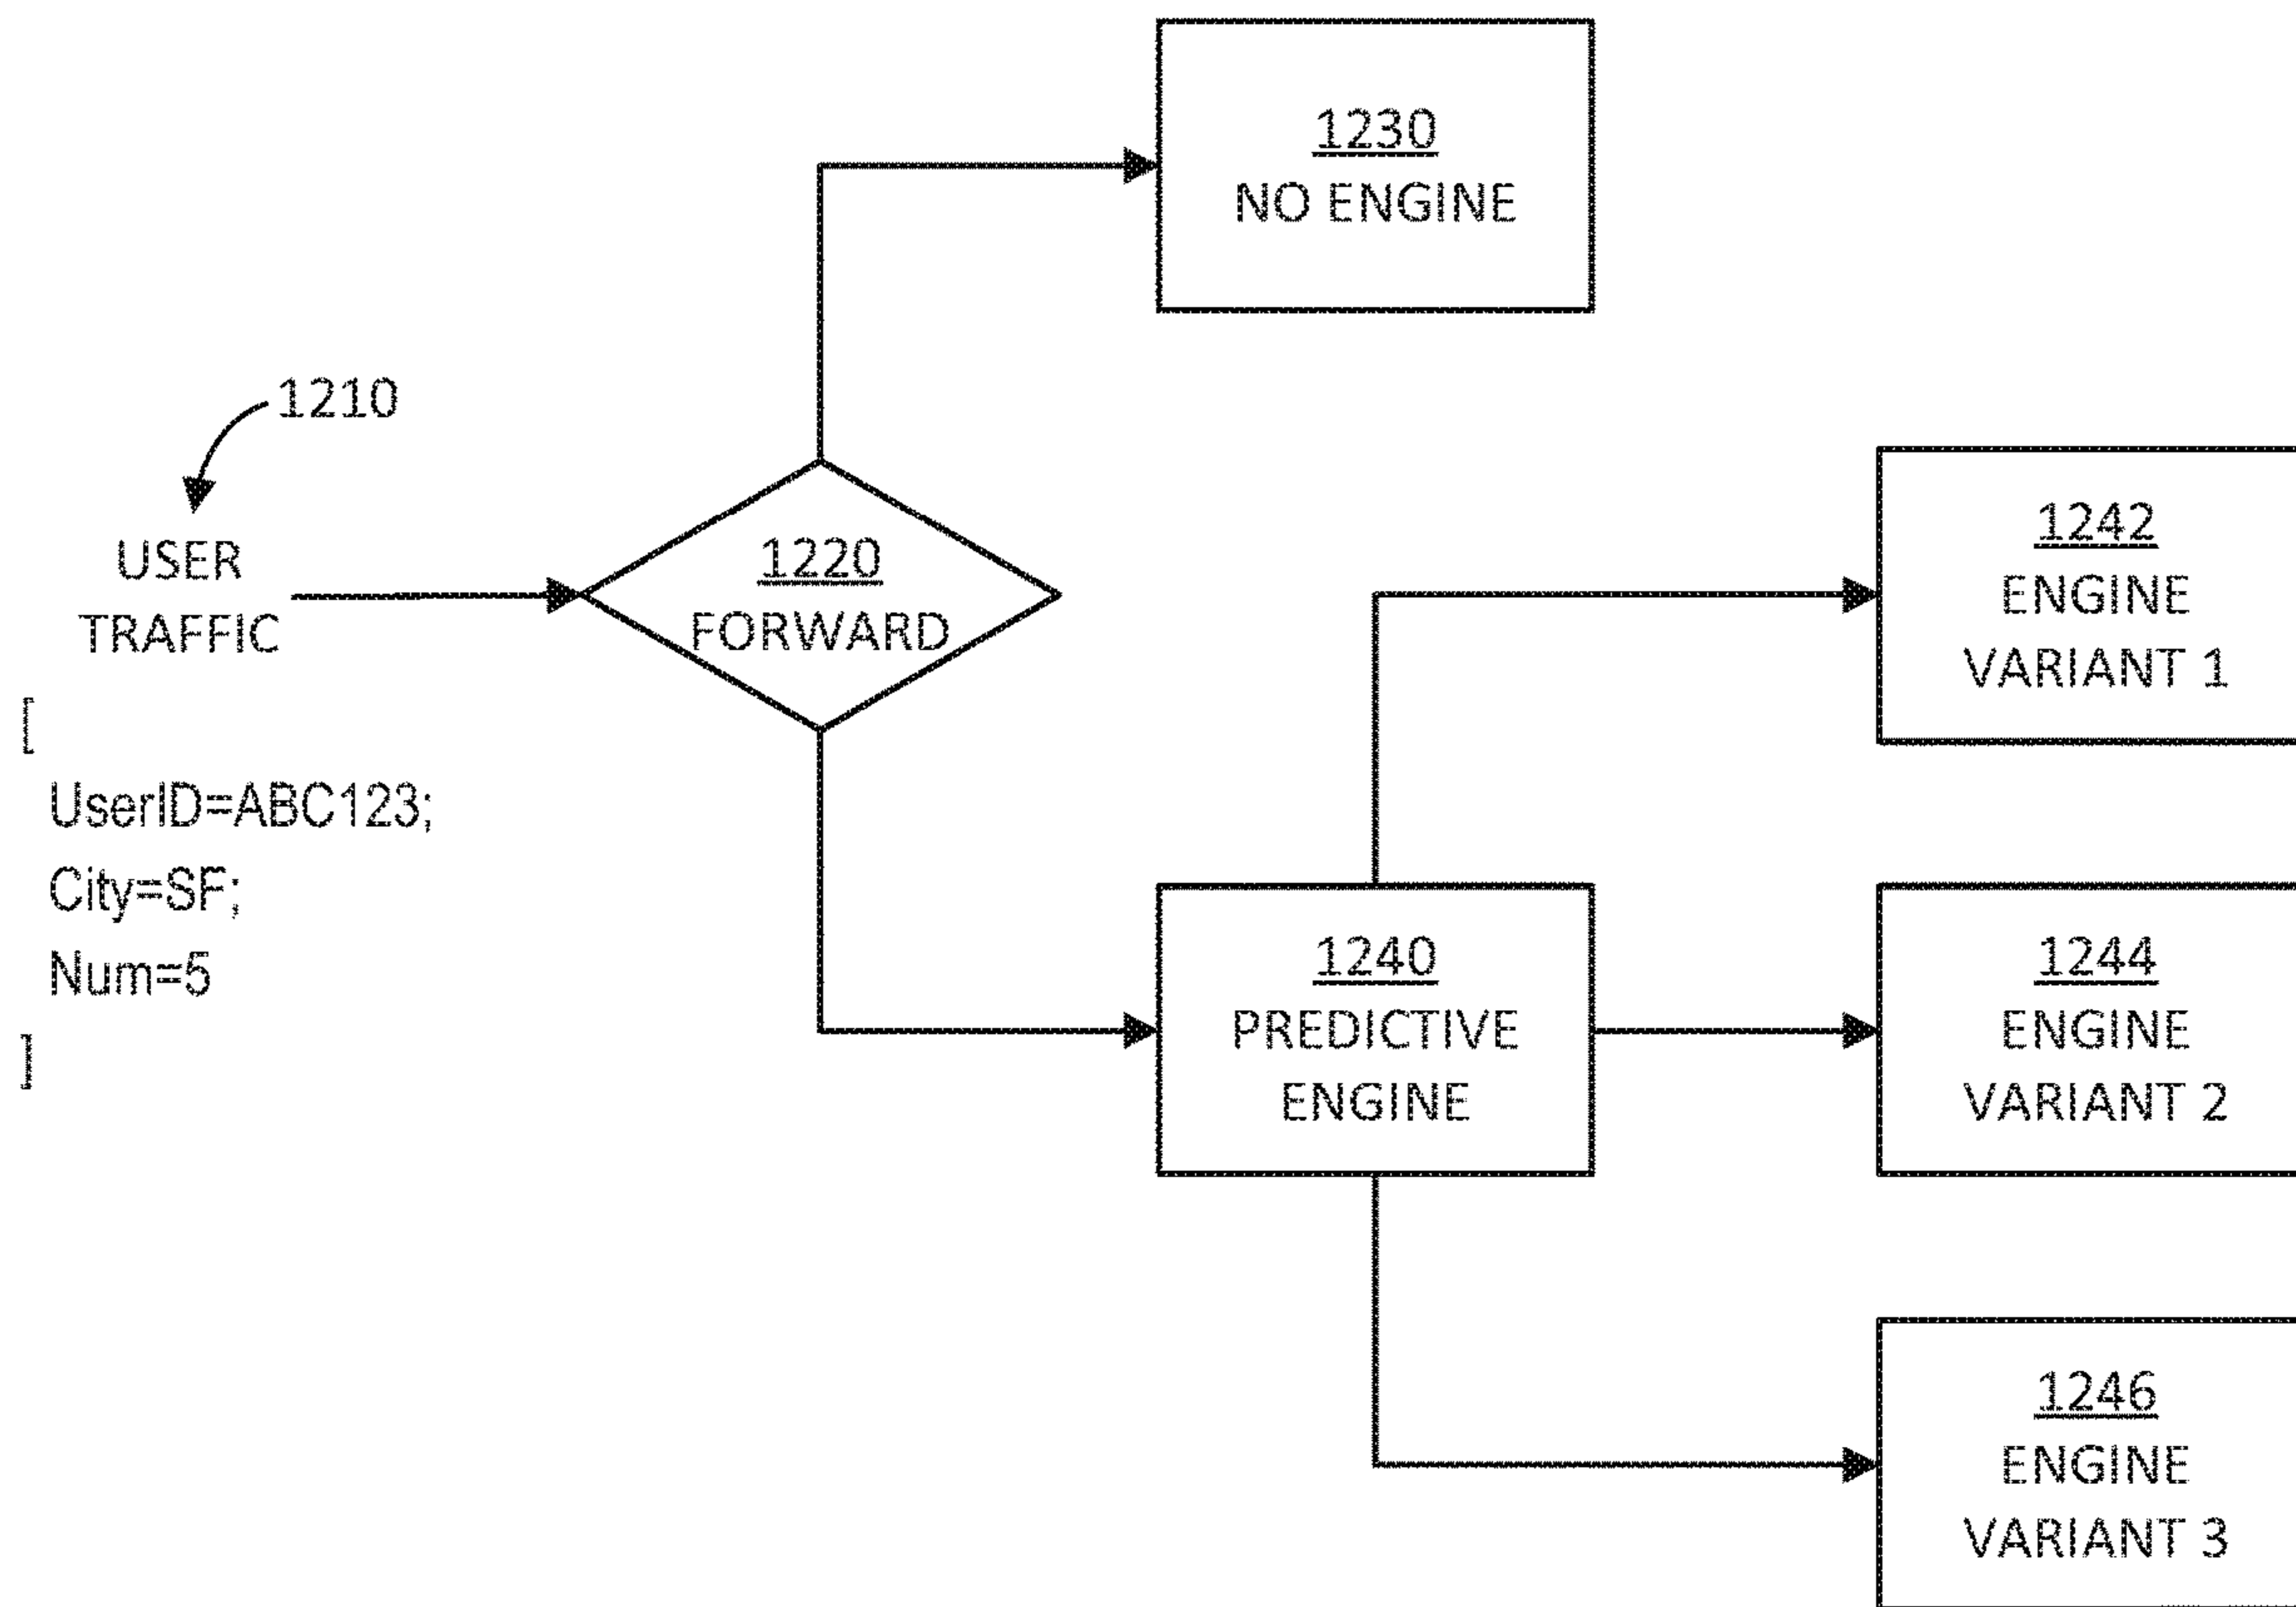 1230
NO ENGINE
1210
USER
TRAFFIC
[
UserID=ABC123;
City=SF;
Num=5
]
1220
FORWARD
1242
ENGINE
VARIANT 1
1240
PREDICTIVE
ENGINE
1244
ENGINE
VARIANT 2
1246
ENGINE
VARIANT 3